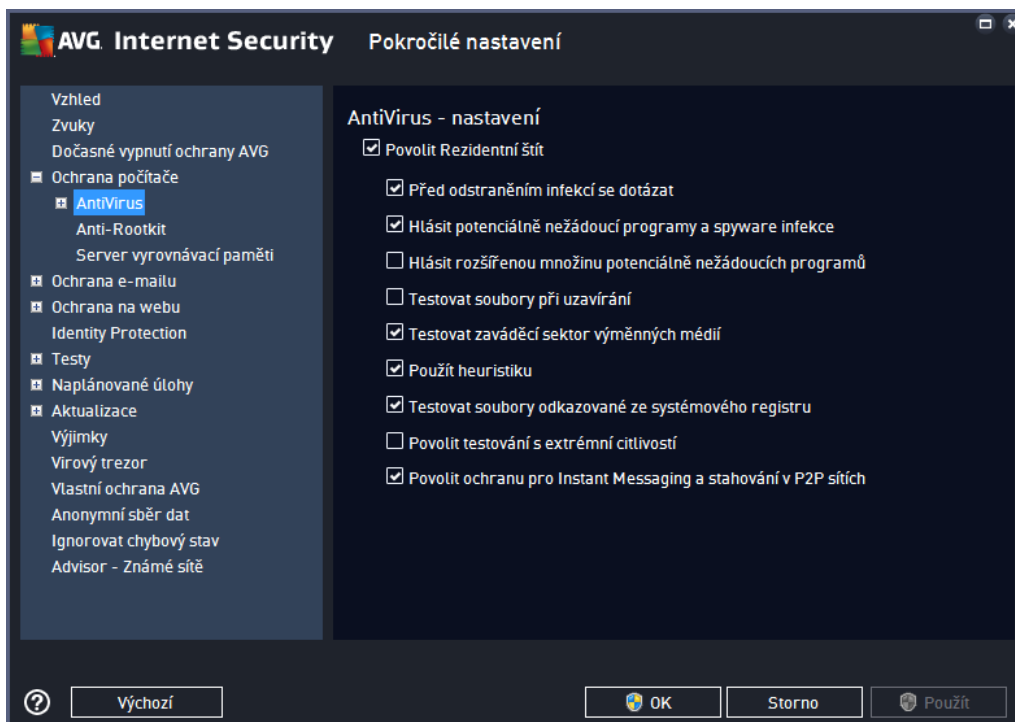 AVG. Internet Security Pokročilé nastavení
Vzhled
Zvuky
Dočasné vypnutí ochrany AVG
Ochrana počítače
AntiVirus
Anti-Rootkit
Server vyrovnávací paměti
Ochrana e-mailu
Ochrana na webu
Identity Protection
Testy
Naplánované úlohy
Aktualizace
Výjimky
Virový trezor
Vlastní ochrana AVG
Anonymní sběr dat
Ignorovat chybový stav
Advisor - Známé sítě
AntiVirus - nastavení
Povolit Rezidentní štít
Před odstraněním infekcí se dotázat
Hlásit potenciálně nežádoucí programy a spyware infekce
Hlásit rozšířenou množinu potenciálně nežádoucích programů
Testovat soubory při uzavírání
Testovat zaváděcí sektor výměnných médií
Použít heuristiku
Testovat soubory odkazované ze systémového registru
Povolit testování s extrémní citlivostí
Povolit ochranu pro Instant Messaging a stahování v P2P sítích
Výchozí
OK
Storno
Použít